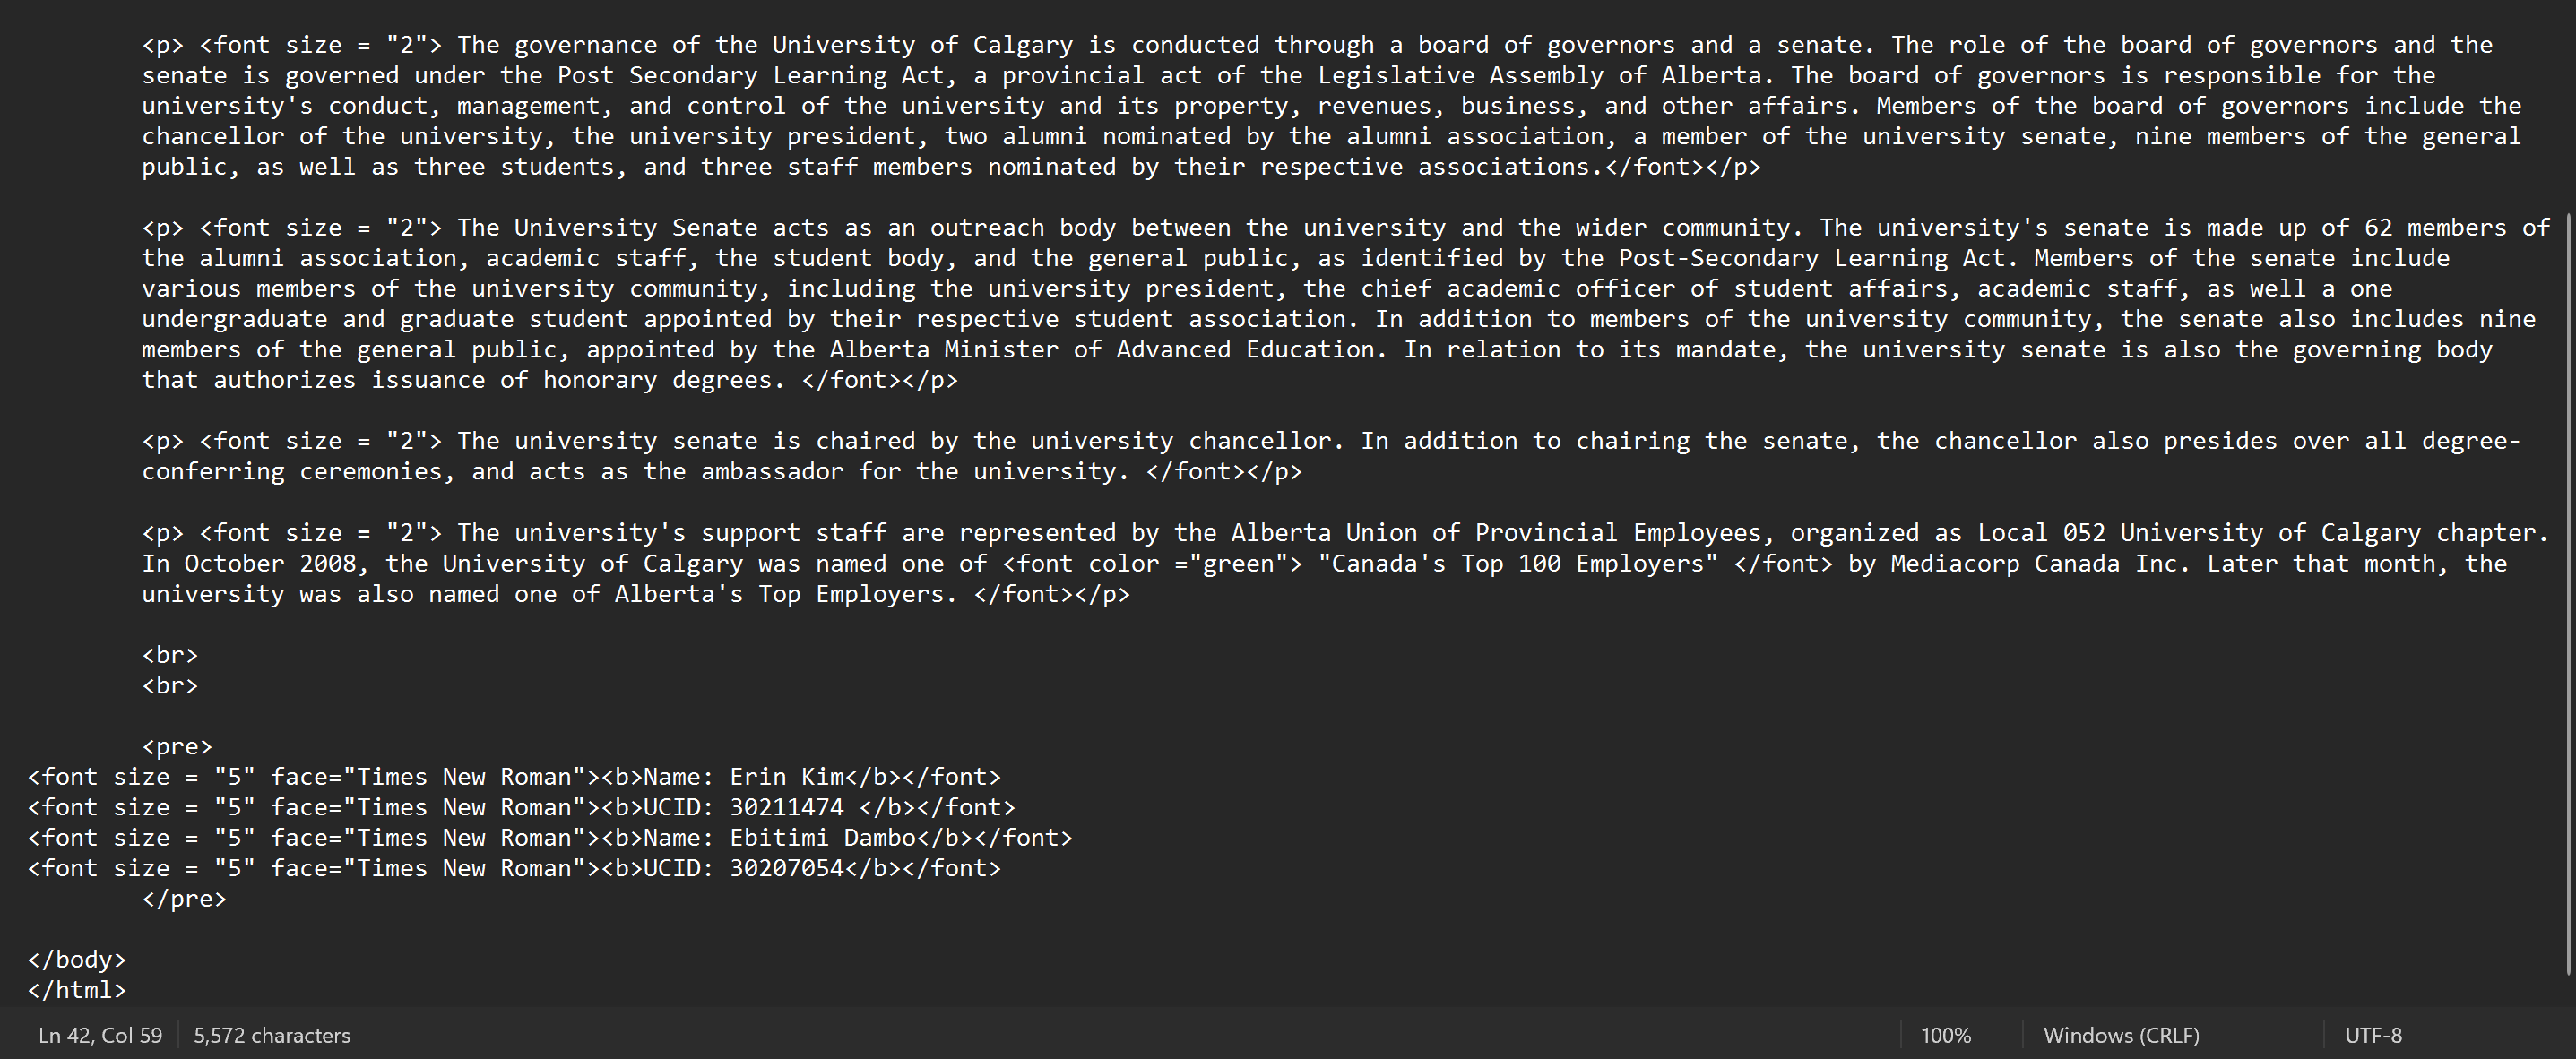 <p> <font size = "2"> The governance of the University of Calgary is conducted through a board of governors and a senate. The role of the board of governors and the
senate is governed under the Post Secondary Learning Act, a provincial act of the Legislative Assembly of Alberta. The board of governors is responsible for the
university's conduct, management, and control of the university and its property, revenues, business, and other affairs. Members of the board of governors include the
chancellor of the university, the university president, two alumni nominated by the alumni association, a member of the university senate, nine members of the general
public, as well as three students, and three staff members nominated by their respective associations.</font></p>
<p> <font size = "2"> The University Senate acts as an outreach body between the university and the wider community. The university's senate is made up of 62 members of
the alumni association, academic staff, the student body, and the general public, as identified by the Post-Secondary Learning Act. Members of the senate include
various members of the university community, including the university president, the chief academic officer of student affairs, academic staff, as well a one
undergraduate and graduate student appointed by their respective student association. In addition to members of the university community, the senate also includes nine
members of the general public, appointed by the Alberta Minister of Advanced Education. In relation to its mandate, the university senate is also the governing body
that authorizes issuance of honorary degrees. </font></p>
<p> <font size = "2"> The university senate is chaired by the university chancellor. In addition to chairing the senate, the chancellor also presides over all degree-
conferring ceremonies, and acts as the ambassador for the university. </font></p>
<p> <font size = "2"> The university's support staff are represented by the Alberta Union of Provincial Employees, organized as Local 052 University of Calgary chapter.
In October 2008, the University of Calgary was named one of <font color ="green"> "Canada's Top 100 Employers" </font> by Mediacorp Canada Inc. Later that month, the
university was also named one of Alberta's Top Employers. </font></p>
<br>
<br>
<pre>
<font size = "5" face="Times New Roman"><b>Name: Erin Kim</b></font>
<font size = "5" face="Times New Roman"><b>UCID: 30211474 </b></font>
<font size = "5" face="Times New Roman"><b>Name: Ebitimi Dambo</b></font>
<font size = "5" face="Times New Roman"><b>UCID: 30207054</b></font>
</pre>
</body>
</html>
Ln 42, Col 59 5,572 characters 100% Windows (CRLF) UTF-8